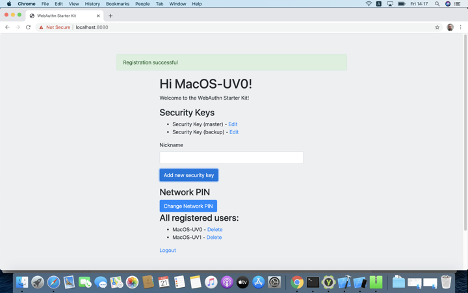 Chrome File Edit View History Bookmarks People Tab Window Help
Fri 14:17
WebAuthn Starter Kit
Not Secure | localhost:8080
Registration successful
Hi MacOS-UV0!
Welcome to the WebAuthn Starter Kit!
Security Keys
Security Key (master) - Edit
Security Key (backup) - Edit
Nickname
Add new security key
Network PIN
Change Network PIN
All registered users:
MacOS-UV0 - Delete
MacOS-UV1 - Delete
Logout